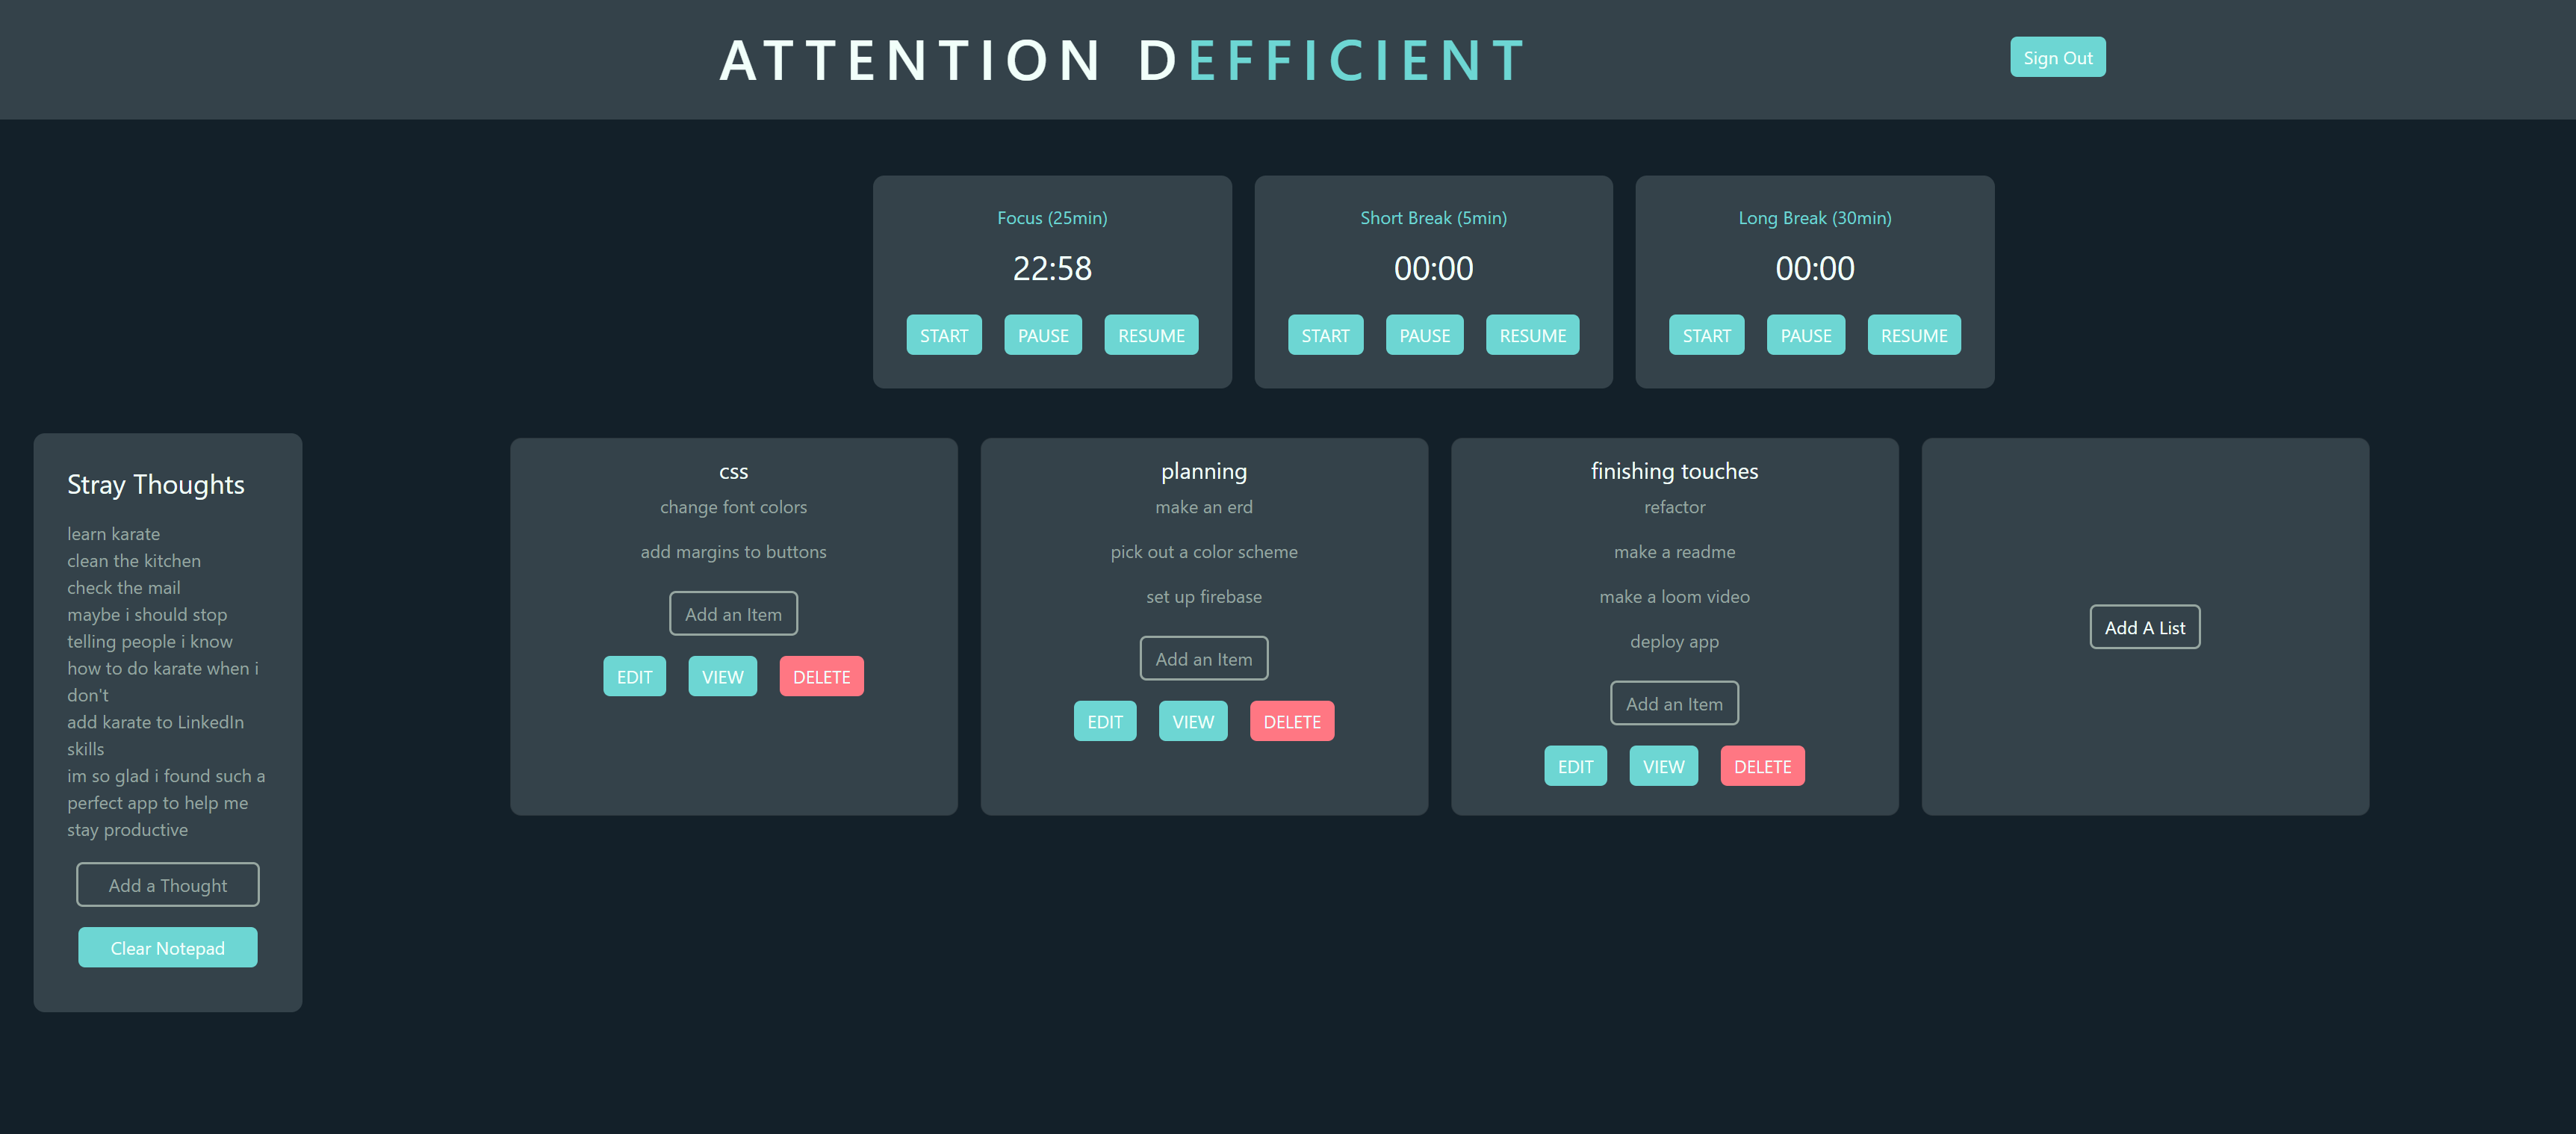 ATTENTION DEFFICIENT
Sign Out
Focus (25min)
22:58
START PAUSE RESUME
Short Break (5min)
00:00
START PAUSE RESUME
Long Break (30min)
00:00
START PAUSE RESUME
Stray Thoughts
learn karate
clean the kitchen
check the mail
maybe i should stop
telling people i know
how to do karate when i
don't
add karate to LinkedIn
skills
im so glad i found such a
perfect app to help me
stay productive
Add a Thought
Clear Notepad
css
change font colors
add margins to buttons
Add an Item
EDIT VIEW DELETE
planning
make an erd
pick out a color scheme
set up firebase
Add an Item
EDIT VIEW DELETE
finishing touches
refactor
make a readme
make a loom video
deploy app
Add an Item
EDIT VIEW DELETE
Add A List